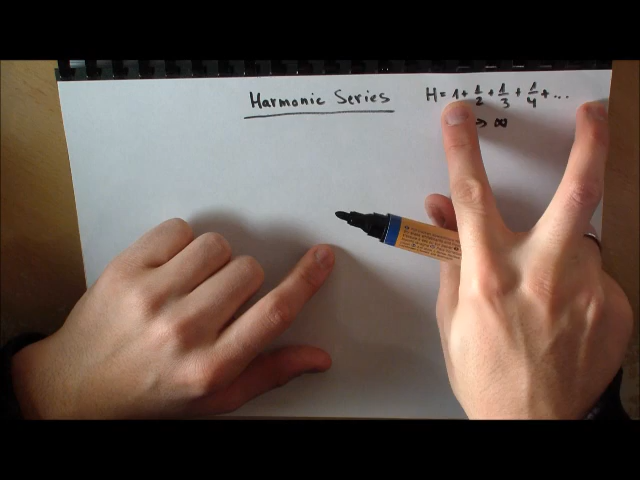 Harmonic Series
H = 1 + 1/2 + 1/3 + 1/4 + ...
→ ∞